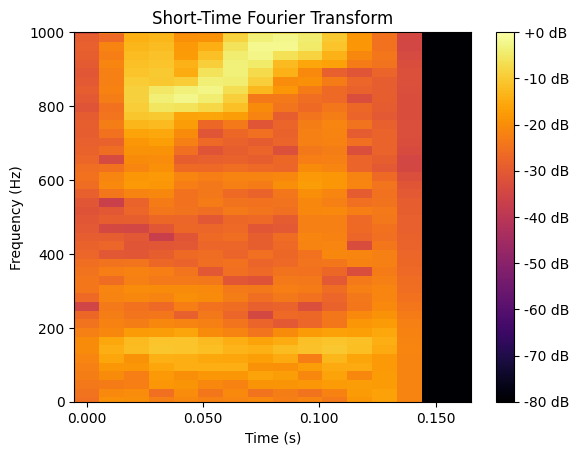 Short-Time Fourier Transform
Frequency (Hz)
1000
800
600
400
200
0
0.000
0.050
0.100
0.150
Time (s)
+0 dB
-10 dB
-20 dB
-30 dB
-40 dB
-50 dB
-60 dB
-70 dB
-80 dB